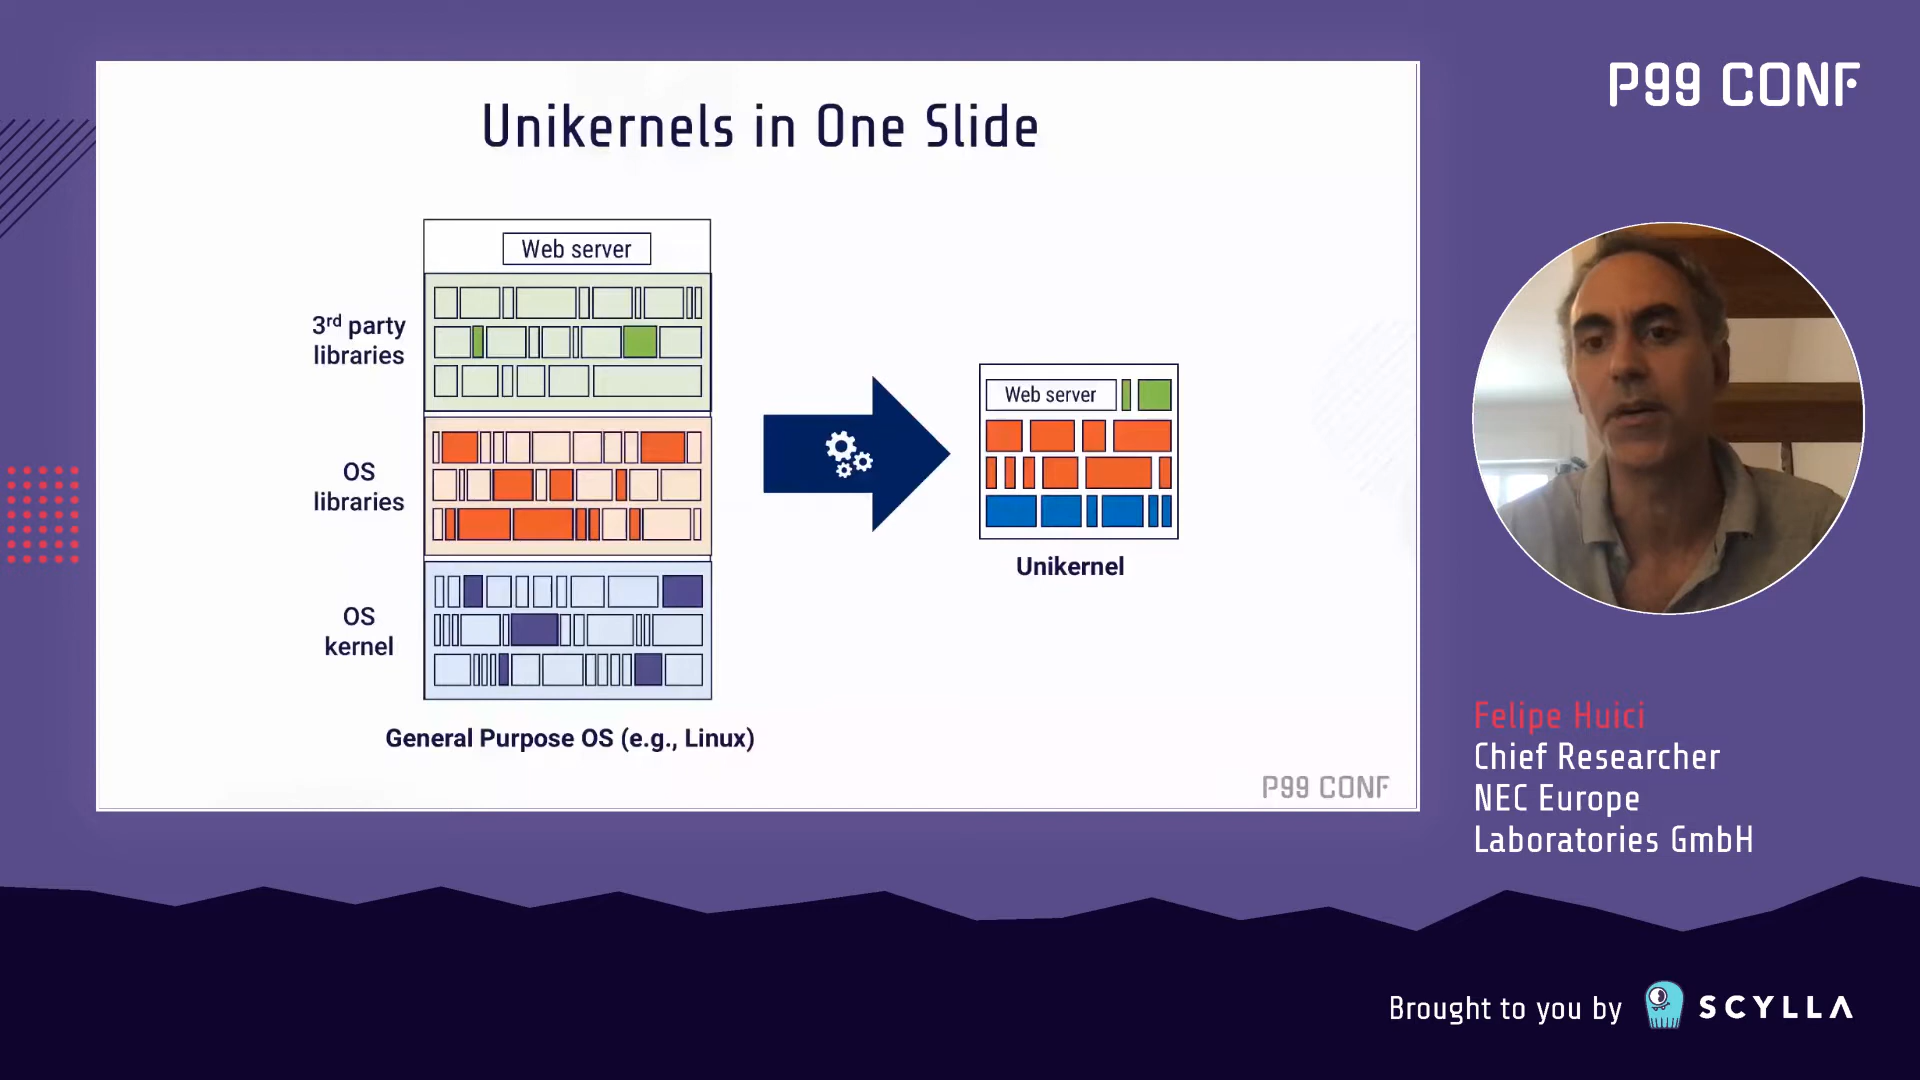 P99 CONF
Unikernels in One Slide
Web server
3rd party
libraries
OS
libraries
OS
kernel
General Purpose OS (e.g., Linux)
Web server
Unikernel
P99 CONF
Felipe Huici
Chief Researcher
NEC Europe
Laboratories GmbH
Brought to you by SCYLLA